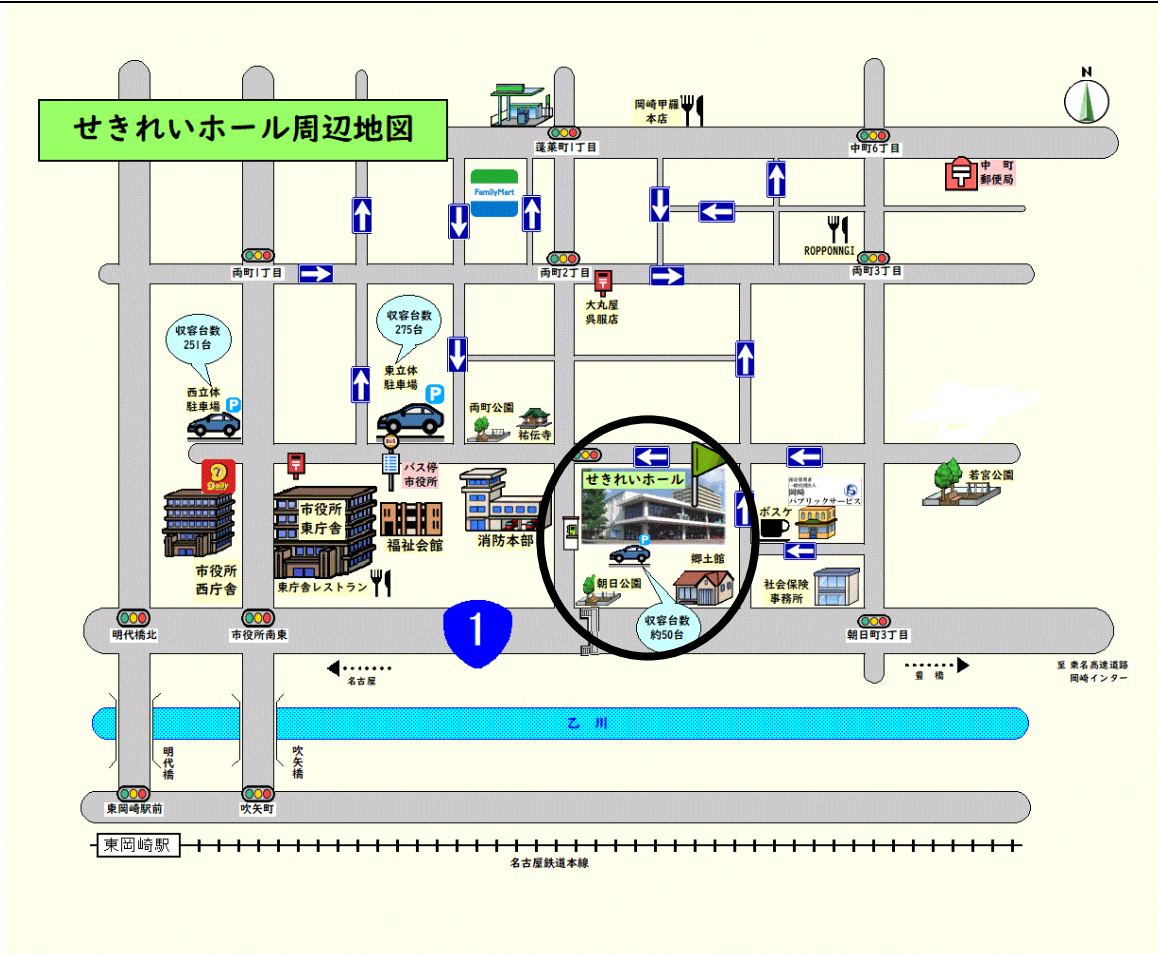 N
せきれいホール周辺地図
岡崎甲羅
本店
蓬莱町1丁目
中町6丁目
中 町
郵便局
FamilyMart
ROPPONNGI
両町1丁目
両町2丁目
両町3丁目
大丸屋
呉服店
収容台数
251台
収容台数
275台
西立体
駐車場
P
東立体
駐車場
P
両町公園
祐伝寺
BUS
バス停
市役所
Daily
市役所
東庁舎
福祉会館
消防本部
せきれいホール
P
岡崎
パブリックサービス
ボスケ
若宮公園
市役所
西庁舎
東庁舎レストラン
朝日公園
郷土館
社会保険
事務所
収容台数
約50台
明代橋北
市役所南東
1
朝日町3丁目
名古屋
豊 橋
至 東名高速道路
岡崎インター
乙 川
明代橋
吹矢橋
東岡崎駅前
吹矢町
東岡崎駅
名古屋鉄道本線